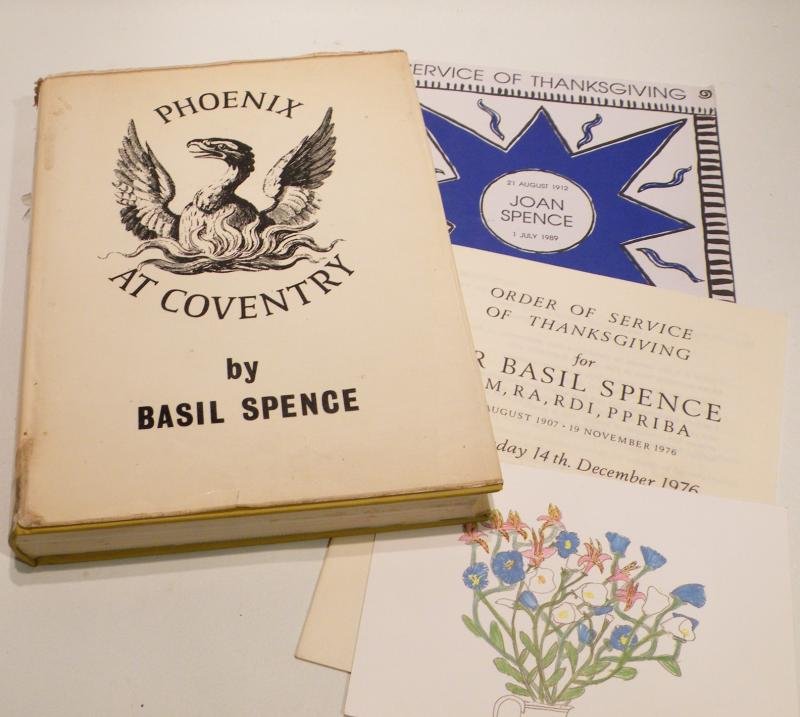 PHOENIX
AT COVENTRY
by
BASIL SPENCE
SERVICE OF THANKSGIVING
21 AUGUST 1912
JOAN
SPENCE
1 JULY 1989
ORDER OF SERVICE
OF THANKSGIVING
for
BASIL SPENCE
RA, RDI, PPRIBA
AUGUST 1907 · 19 NOVEMBER 1976
14th. December 1976